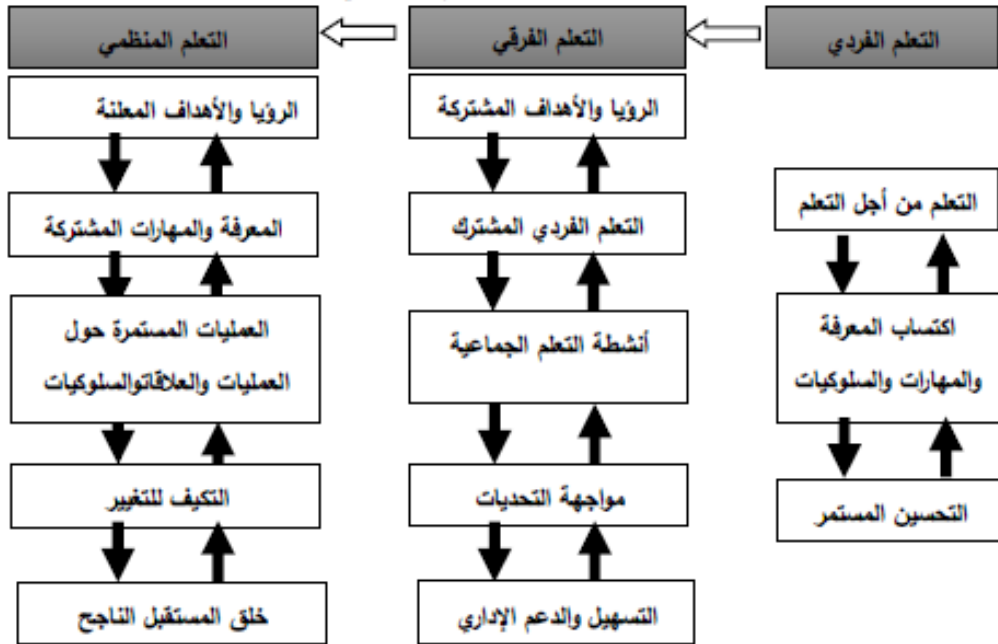 التعلم الفردي
التعلم من أجل التعلم
اكتساب المعرفة
والمهارات والسلوكيات
التحسين المستمر
التعلم الفرقي
الرؤيا والأهداف المشتركة
التعلم الفردي المشترك
أنشطة التعلم الجماعية
مواجهة التحديات
التسهيل والدعم الإداري
التعلم المنظمي
الرؤيا والأهداف المعلنة
المعرفة والمهارات المشتركة
العمليات المستمرة حول
العمليات والعلاقاتوالسلوكيات
التكيف للتغيير
خلق المستقبل الناجح